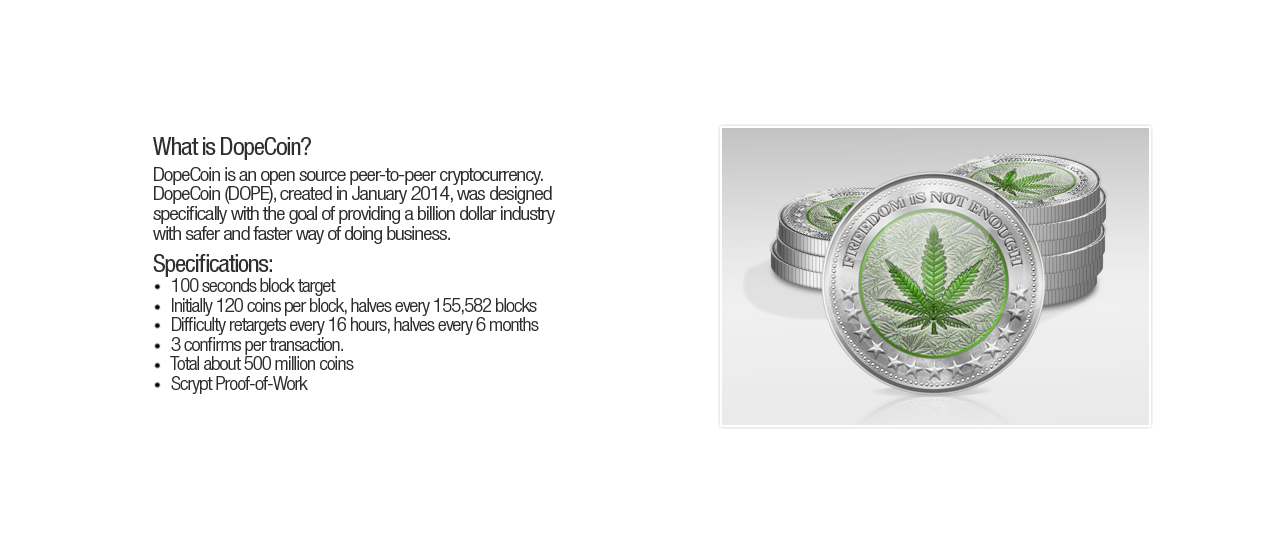 What is DopeCoin?
DopeCoin is an open source peer-to-peer cryptocurrency.
DopeCoin (DOPE), created in January 2014, was designed
specifically with the goal of providing a billion dollar industry
with safer and faster way of doing business.
Specifications:
• 100 seconds block target
• Initially 120 coins per block, halves every 155,582 blocks
• Difficulty retargets every 16 hours, halves every 6 months
• 3 confirms per transaction.
• Total about 500 million coins
• Scrypt Proof-of-Work
FREEDOM IS NOT ENOUGH